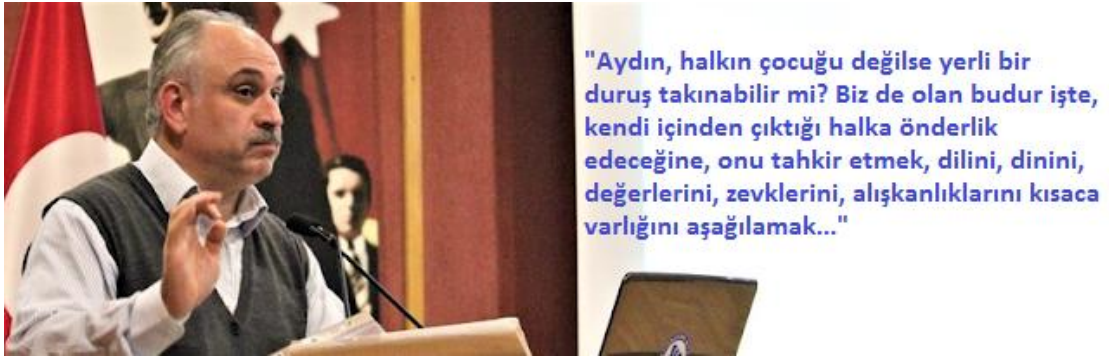 "Aydın, halkın çocuğu değilse yerli bir
duruş takınabilir mi? Biz de olan budur işte,
kendi içinden çıktığı halka önderlik
edeceğine, onu tahkir etmek, dilini, dinini,
değerlerini, zevklerini, alışkanlıklarını kısaca
varlığını aşağılamak..."